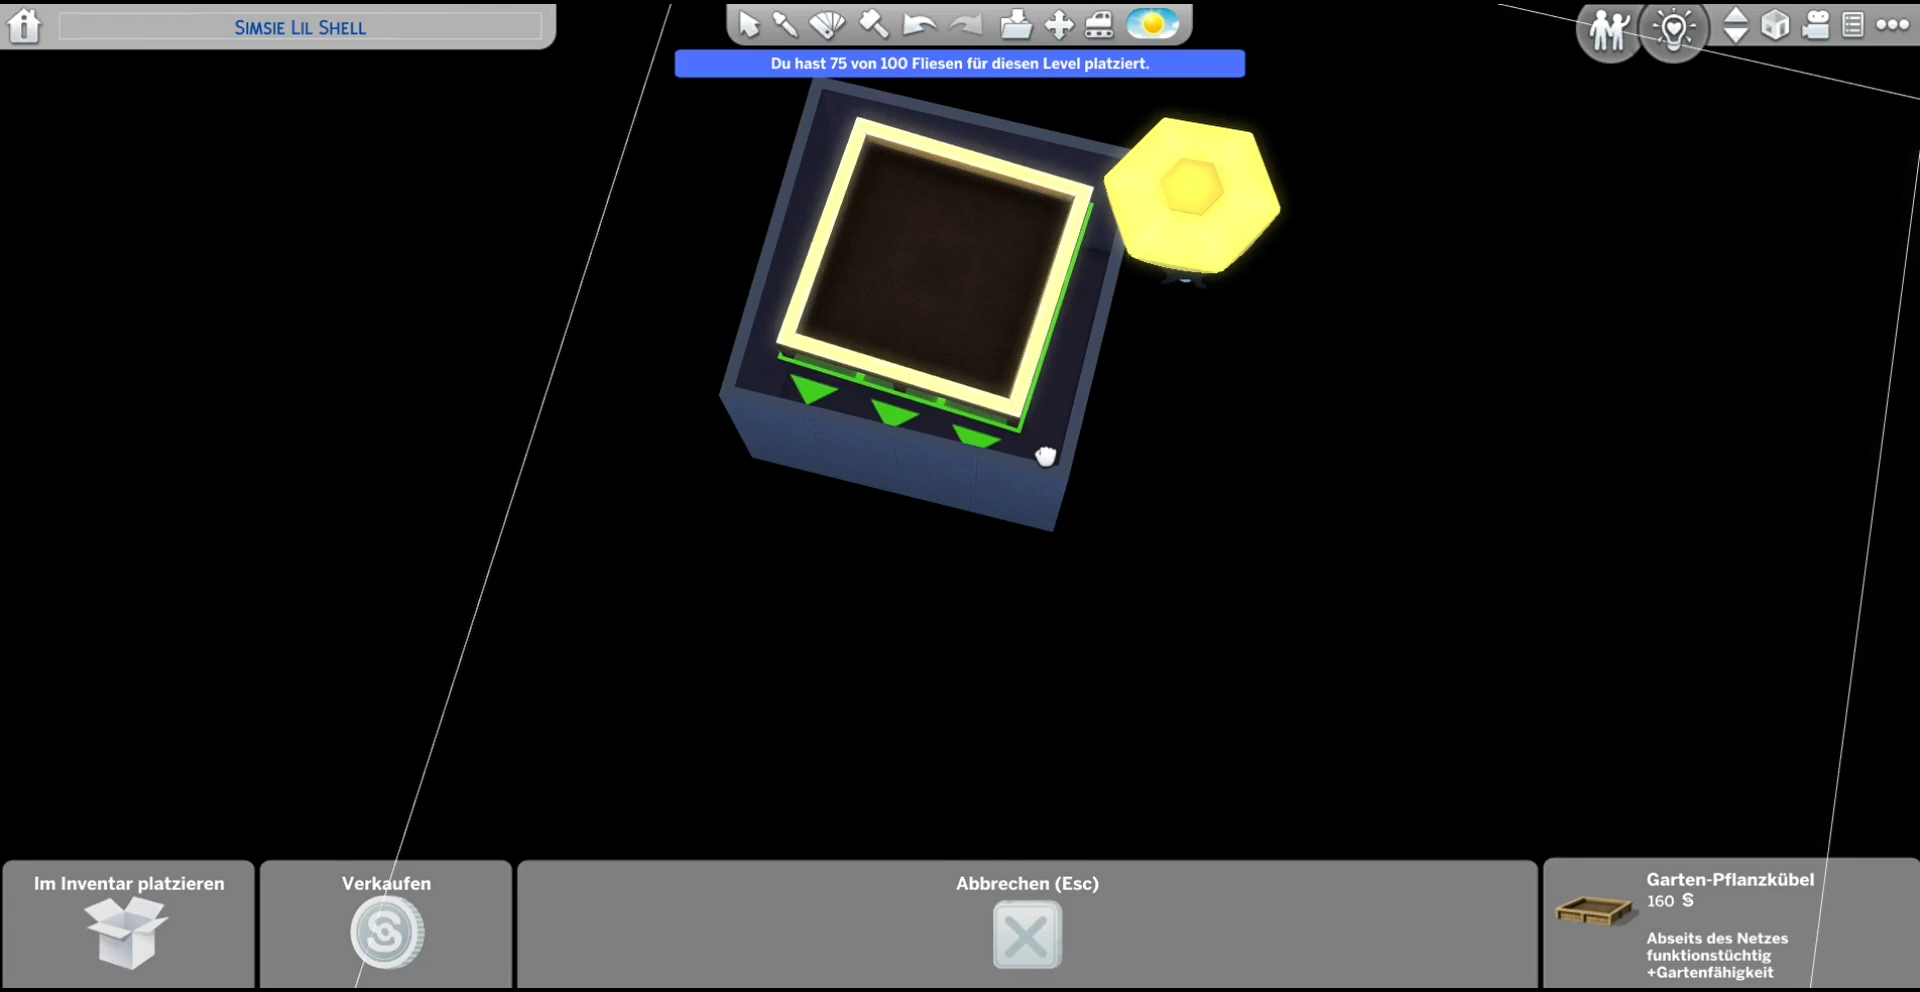 Simsie Lil Shell
Du hast 75 von 100 Fliesen für diesen Level platziert.
Im Inventar platzieren
Verkaufen
Abbrechen (Esc)
Garten-Pflanzkübel
160 §
Abseits des Netzes
funktionstüchtig
+Gartenfähigkeit